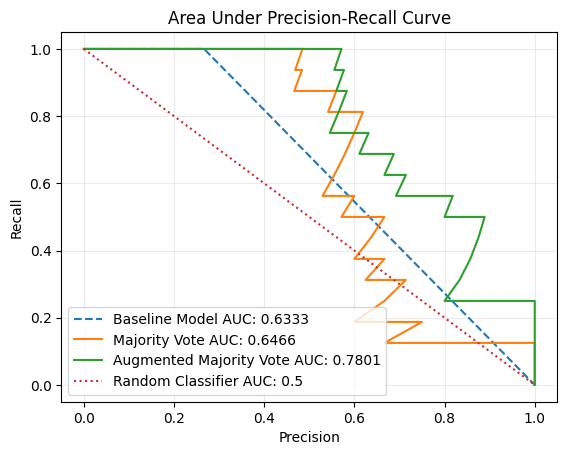 Area Under Precision-Recall Curve
1.0
0.8
0.6
0.4
0.2
0.0
Recall
Baseline Model AUC: 0.6333
Majority Vote AUC: 0.6466
Augmented Majority Vote AUC: 0.7801
Random Classifier AUC: 0.5
0.0 0.2 0.4 0.6 0.8 1.0
Precision